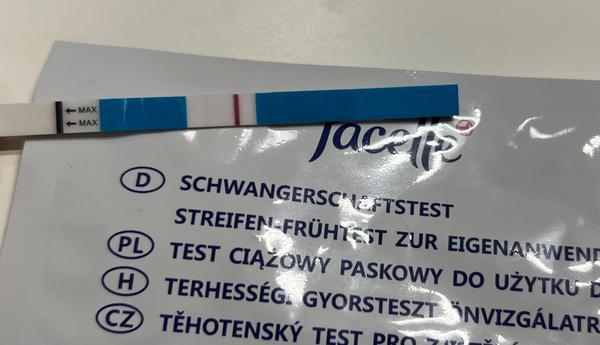 ← MAX
← MAX
Jacelle
D SCHWANGERSCHAFTSTEST
STREIFEN-FRÜHTEST ZUR EIGENANWEND
PL TEST CIĄŻOWY PASKOWY DO UŻYTKU D
H TERHESSÉGI GYORSTESZT ÖNVIZGÁLATR
CZ TĚHOTENSKÝ TEST PRO